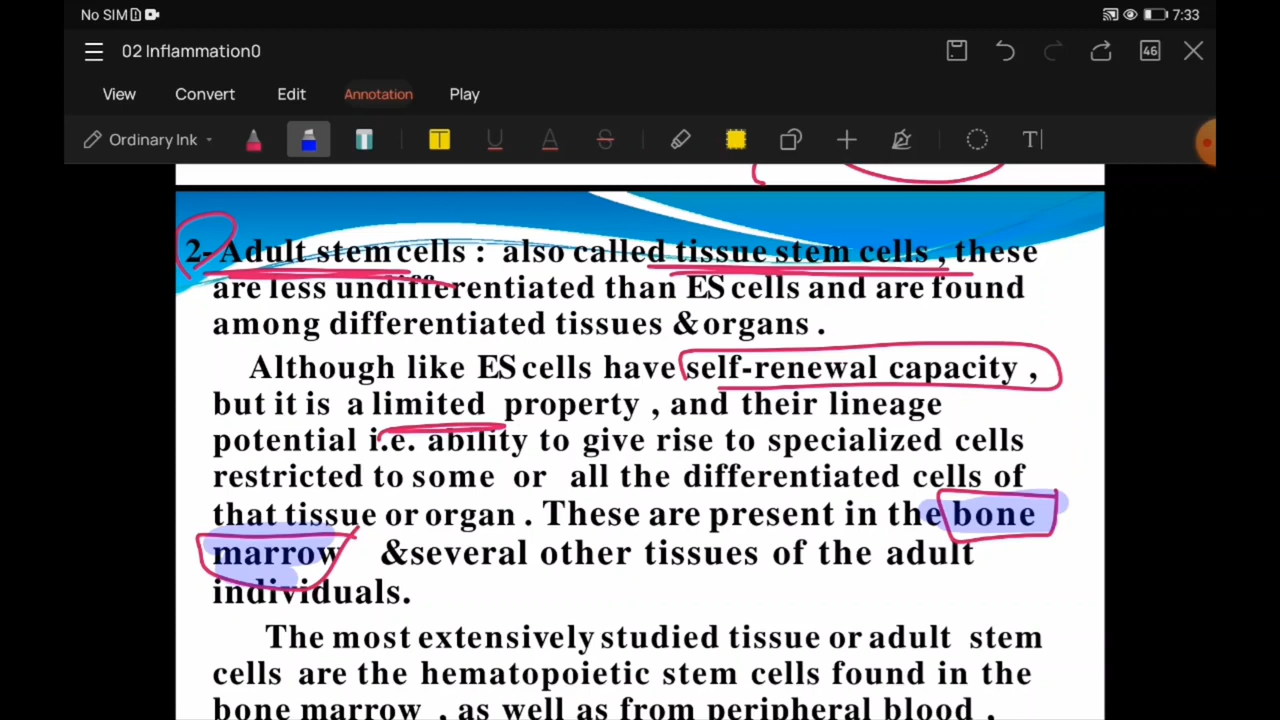 No SIM 7:33
02 Inflammation0 46
View Convert Edit Annotation Play
Ordinary Ink T U A S T
2- Adult stem cells : also called tissue stem cells , these
are less undifferentiated than ES cells and are found
among differentiated tissues &organs .
Although like ES cells have self-renewal capacity ,
but it is a limited property , and their lineage
potential i.e. ability to give rise to specialized cells
restricted to some or all the differentiated cells of
that tissue or organ . These are present in the bone
marrow &several other tissues of the adult
individuals.
The most extensively studied tissue or adult stem
cells are the hematopoietic stem cells found in the
bone marrow , as well as from peripheral blood ,